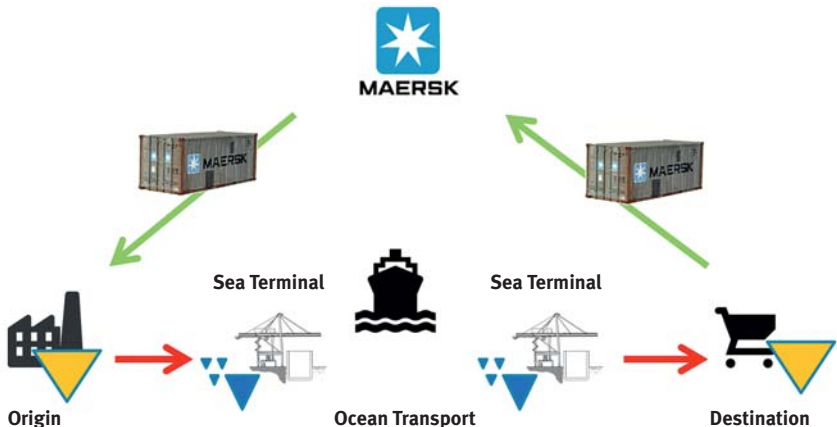 MAERSK
MAERSK
MAERSK
Sea Terminal
Sea Terminal
Origin
Ocean Transport
Destination